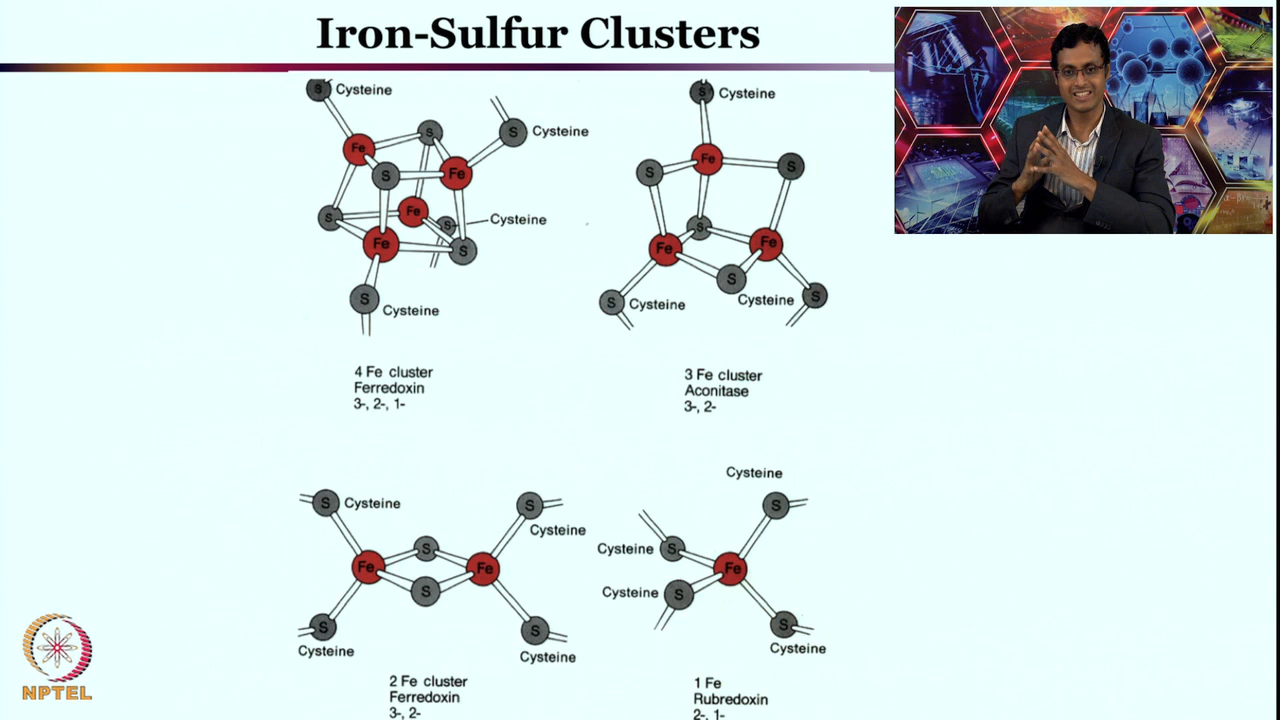 Iron-Sulfur Clusters
S Cysteine
Fe
S
S Cysteine
S
Fe
S
Fe
S Cysteine
Fe
S
S
Cysteine
4 Fe cluster
Ferredoxin
3-, 2-, 1-
S Cysteine
S
Fe
S
S
Fe
Fe
S
S Cysteine
Cysteine S
3 Fe cluster
Aconitase
3-, 2-
S Cysteine
S
Cysteine
S
Fe
Fe
S
S
Cysteine
S
Cysteine
2 Fe cluster
Ferredoxin
3-, 2-
Cysteine
S
Cysteine S
Fe
Cysteine S
S
Cysteine
1 Fe
Rubredoxin
2-, 1-
NPTEL